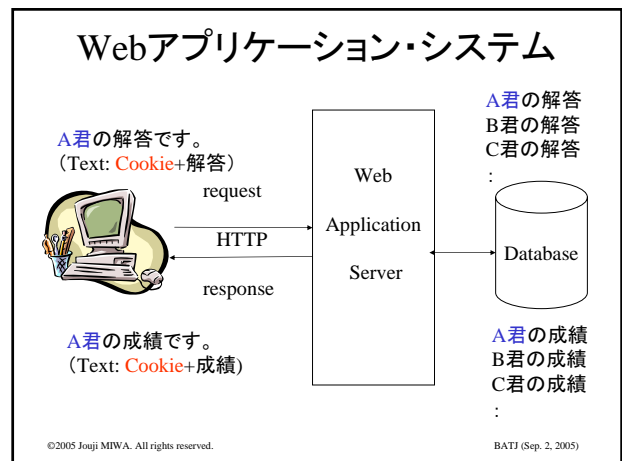 Webアプリケーション・システム
A君の解答です。
（Text: Cookie+解答）
request
HTTP
response
A君の成績です。
（Text: Cookie+成績)
Web
Application
Server
A君の解答
B君の解答
C君の解答
:
Database
A君の成績
B君の成績
C君の成績
:
©2005 Jouji MIWA. All rights reserved.
BATJ (Sep. 2, 2005)